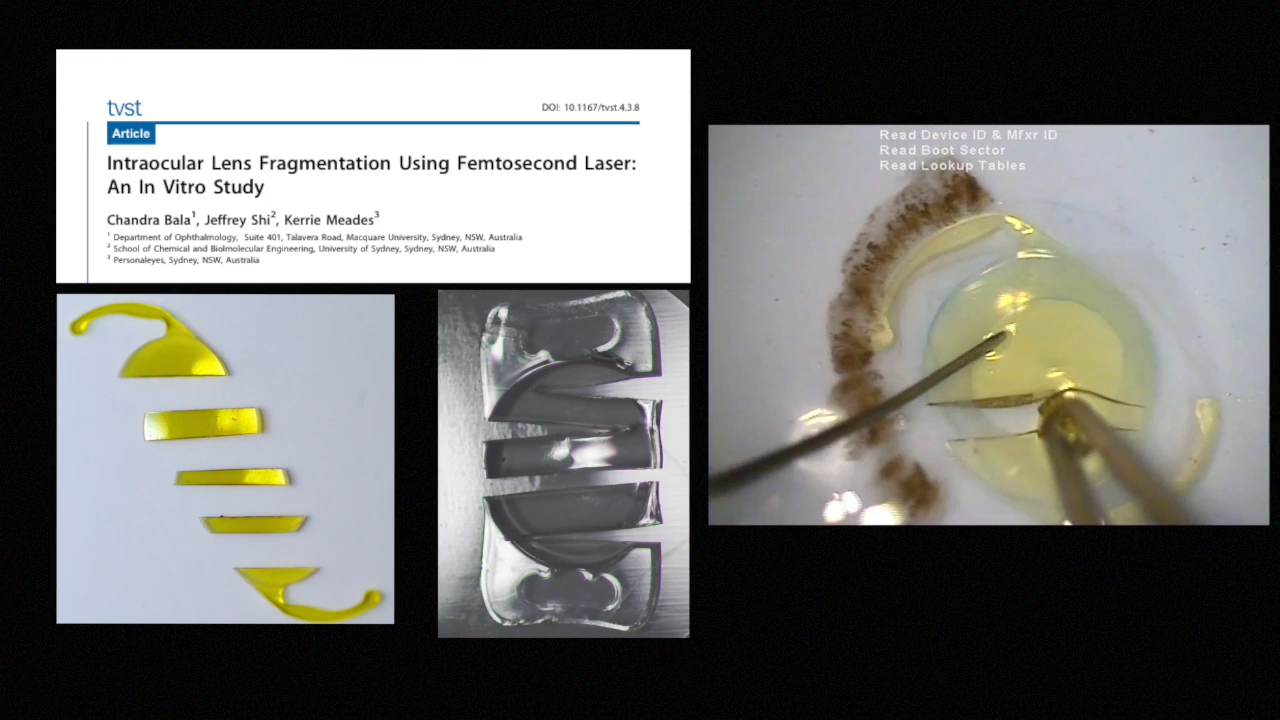 tvst
DOI: 10.1167/tvst.4.3.8
Article
Intraocular Lens Fragmentation Using Femtosecond Laser:
An In Vitro Study
Chandra Bala1, Jeffrey Shi2, Kerrie Meades3
1 Department of Ophthalmology, Suite 401, Talavera Road, Macquare University, Sydney, NSW, Australia
2 School of Chemical and Biolmolecular Engineering, University of Sydney, Sydney, NSW, Australia
3 Personaleyes, Sydney, NSW, Australia
Read Device ID & Mfxr ID
Read Boot Sector
Read Lookup Tables